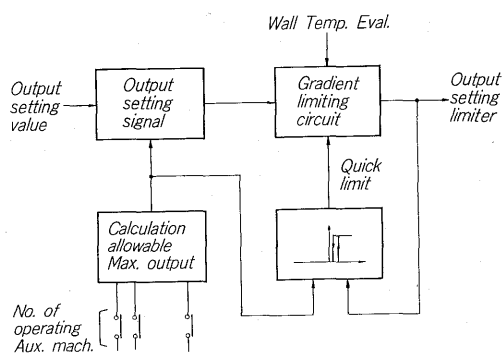 Wall Temp. Eval.
Output
setting
value
Output
setting
signal
Gradient
limiting
circuit
Output
setting
limiter
Quick
limit
Calculation
allowable
Max. output
No. of
operating
Aux. mach.